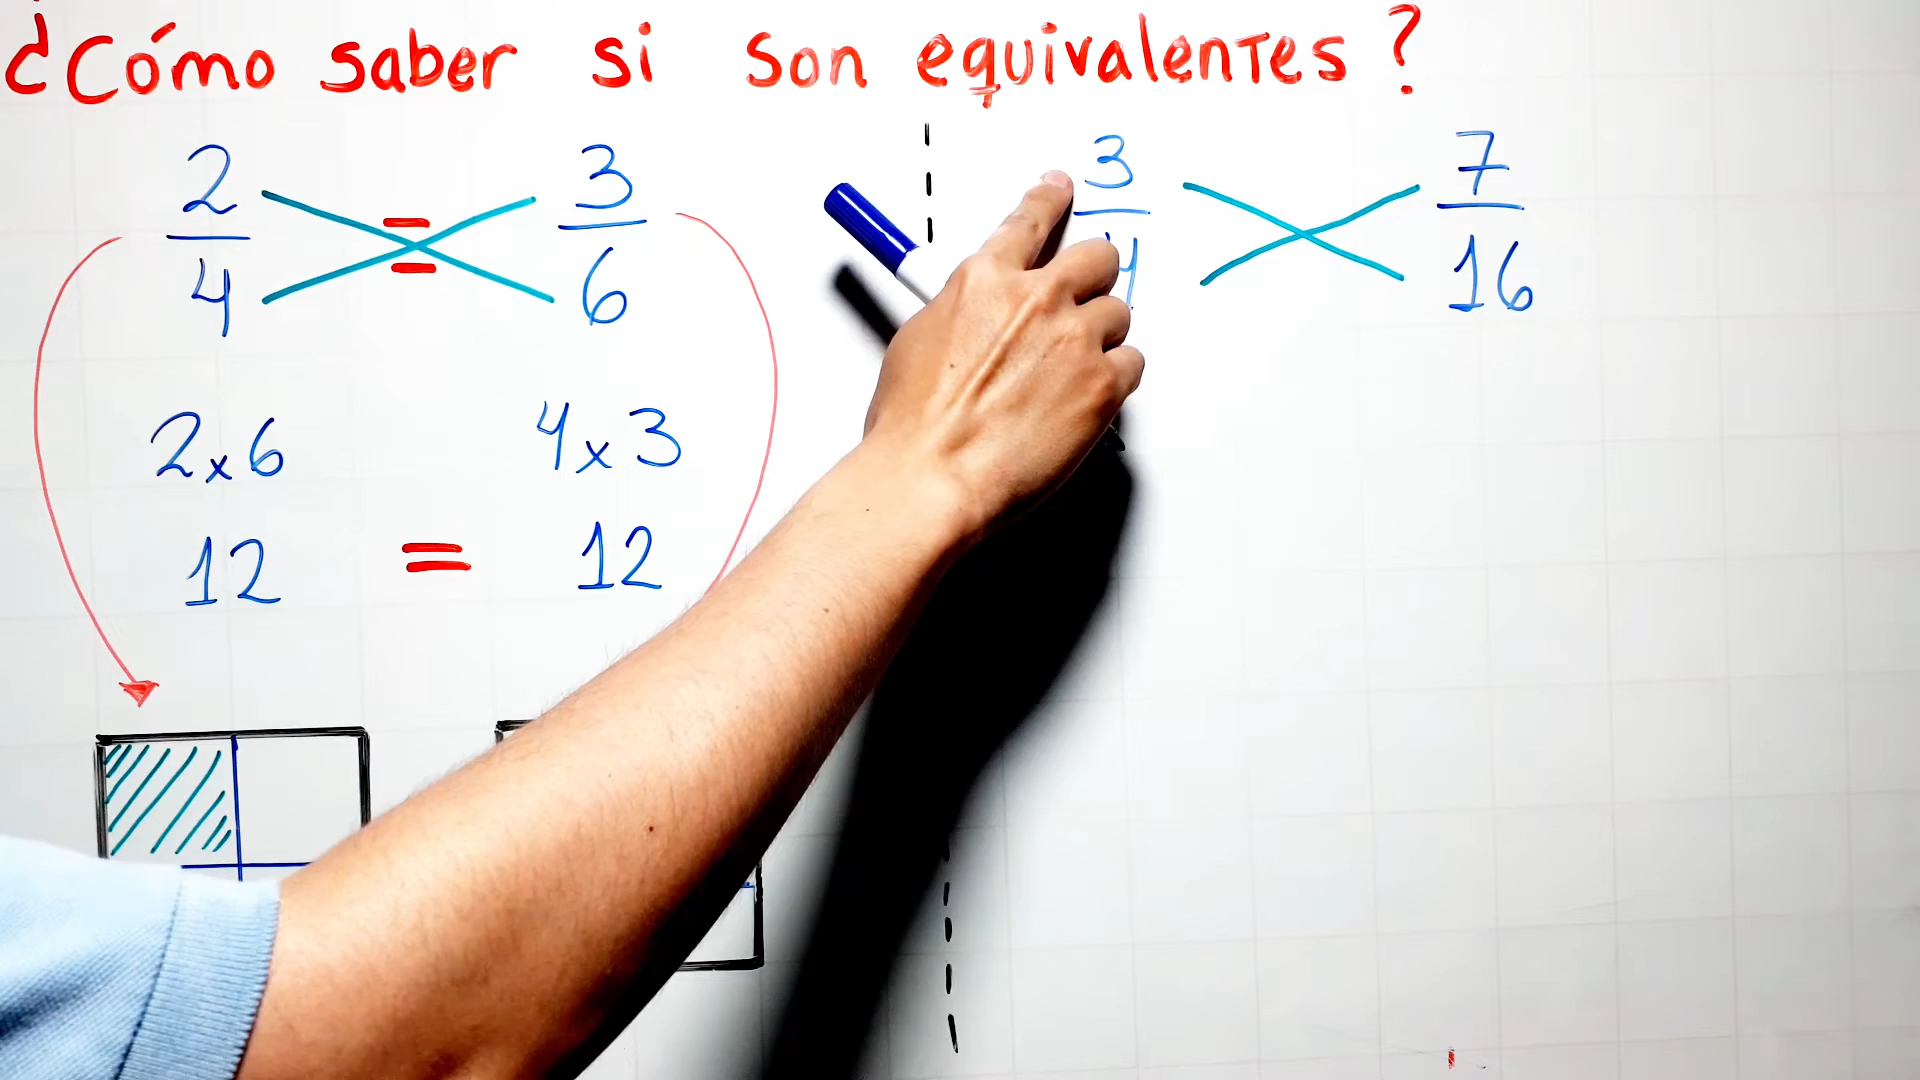 ¿Cómo saber si son equivalentes?
2/4 = 3/6
2x6 4x3
12 = 12
3/4 7/16